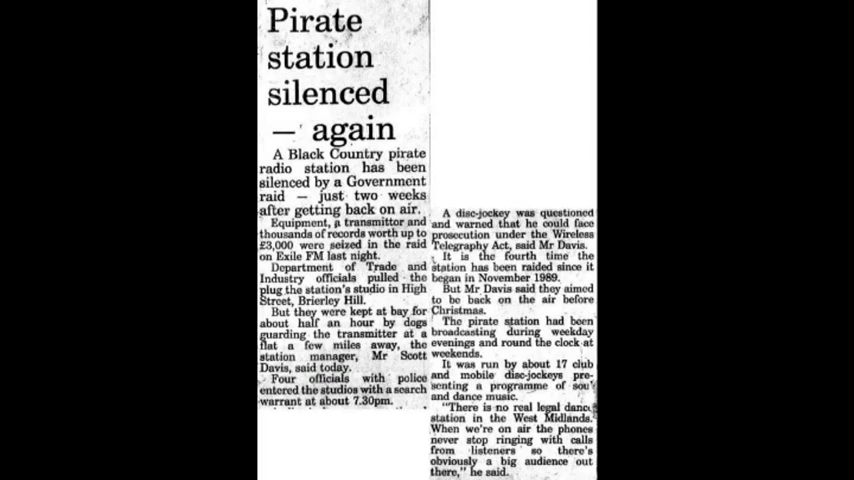 Pirate
station
silenced
— again
A Black Country pirate
radio station has been
silenced by a Government
raid — just two weeks
after getting back on air.
Equipment, a transmittor and
thousands of records worth up to
£3,000 were seized in the raid
on Exile FM last night.
Department of Trade and
Industry officials pulled the
plug the station's studio in High
Street, Brierley Hill.
But they were kept at bay for
about half an hour by dogs
guarding the transmitter at a
flat a few miles away, the
station manager, Mr Scott
Davis, said today.
Four officials with police
entered the studios with a search
warrant at about 7.30pm.
A disc-jockey was questioned
and warned that he could face
prosecution under the Wireless
Telegraphy Act, said Mr Davis.
It is the fourth time the
station has been raided since it
began in November 1989.
But Mr Davis said they aimed
to be back on the air before
Christmas.
The pirate station had been
broadcasting during weekday
evenings and round the clock at
weekends.
It was run by about 17 club
and mobile disc-jockeys pre-
senting a programme of soul
and dance music.
"There is no real legal dance
station in the West Midlands.
When we're on air the phones
never stop ringing with calls
from listeners so there's
obviously a big audience out
there," he said.